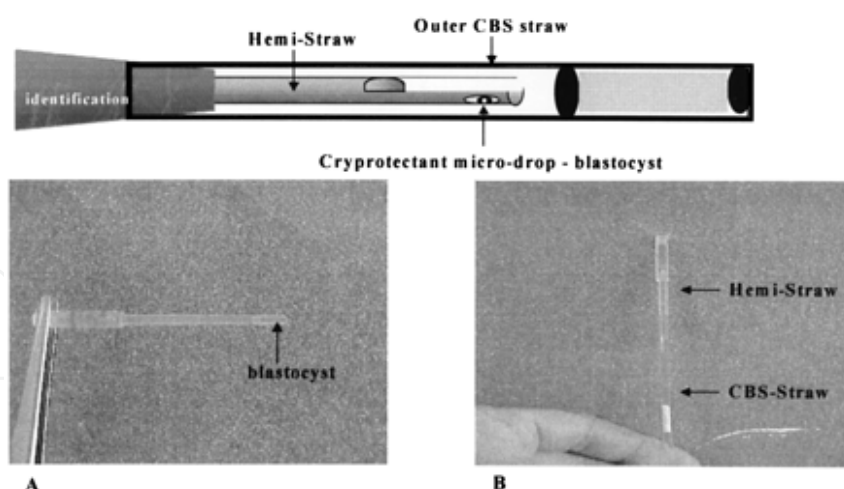 Outer CBS straw
Hemi-Straw
identification
Cryprotectant micro-drop - blastocyst
blastocyst
Hemi-Straw
CBS-Straw
A
B